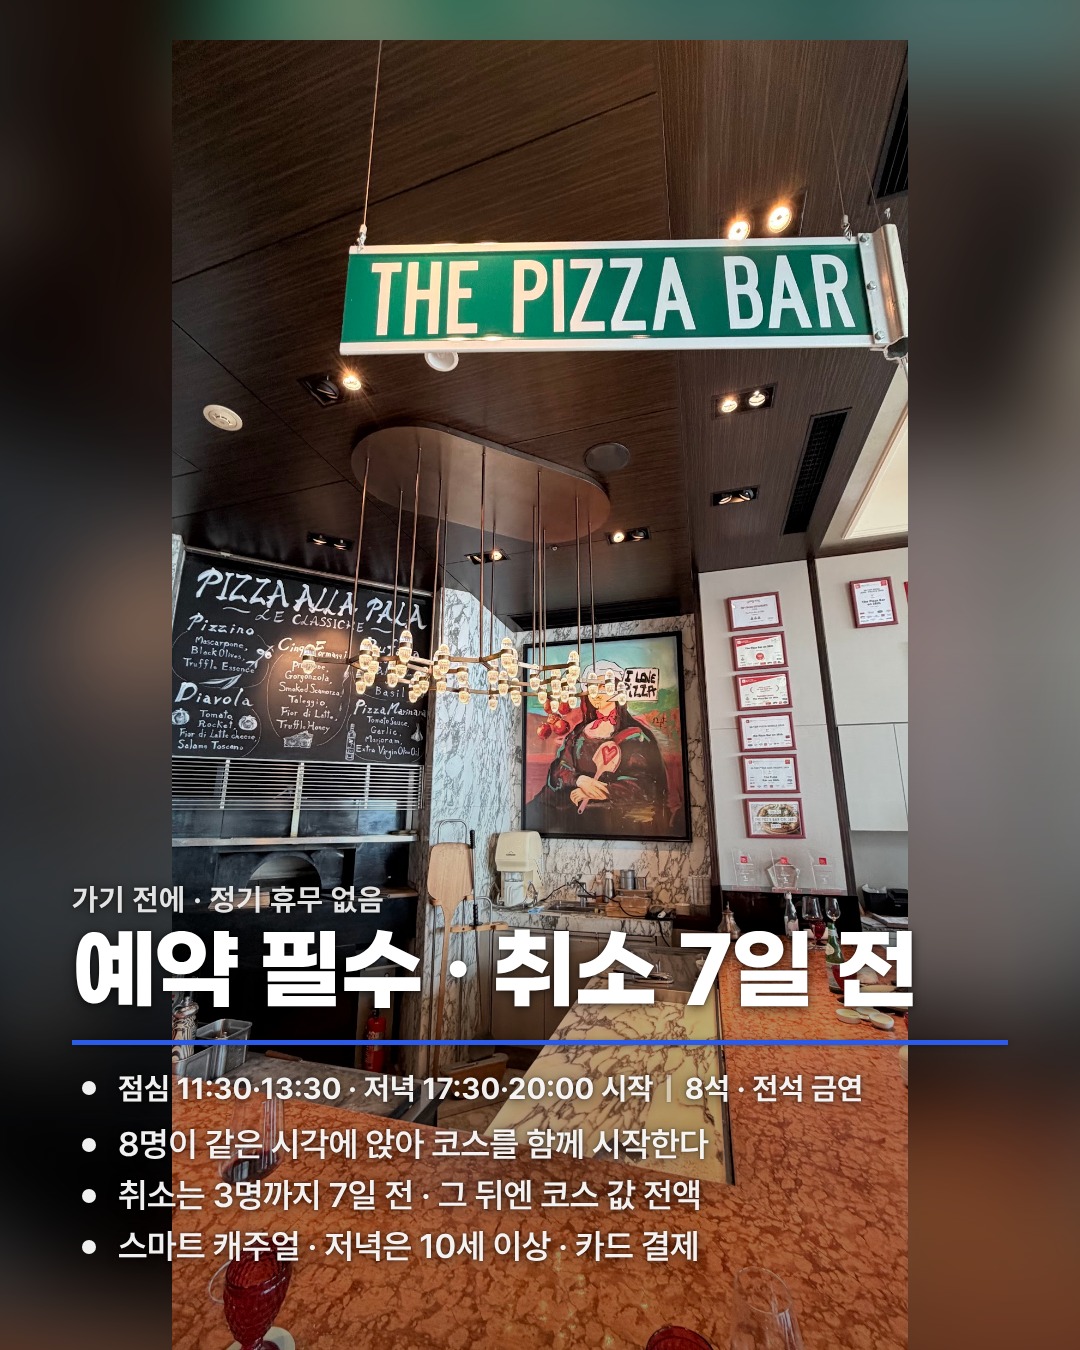 THE PIZZA BAR
PIZZA ALLA PALA
LE CLASSICHE
Pizzino
Mascarpone,
Black Olives,
Truffle Essence
Diavola
Tomato,
Rocket,
Fior di Latte cheese,
Salame Toscano
Gorgonzola,
Smoked Scamorza,
Taleggio,
Fior di Latte,
Truffle Honey
Basil
Pizza Marinara
Tomato Sauce,
Garlic,
Marjoram,
Extra Virgin Olive Oil
I LOVE
PIZZA
가기 전에 · 정기 휴무 없음
예약 필수 · 취소 7일 전
• 점심 11:30·13:30 · 저녁 17:30·20:00 시작 | 8석 · 전석 금연
• 8명이 같은 시각에 앉아 코스를 함께 시작한다
• 취소는 3명까지 7일 전 · 그 뒤엔 코스 값 전액
• 스마트 캐주얼 · 저녁은 10세 이상 · 카드 결제